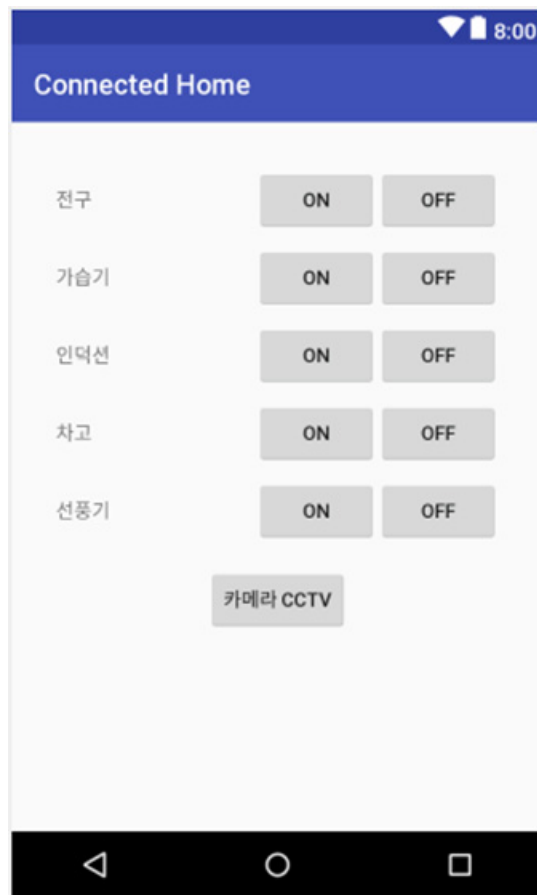 8:00
Connected Home
전구 ON OFF
가습기 ON OFF
인덕션 ON OFF
차고 ON OFF
선풍기 ON OFF
카메라 CCTV